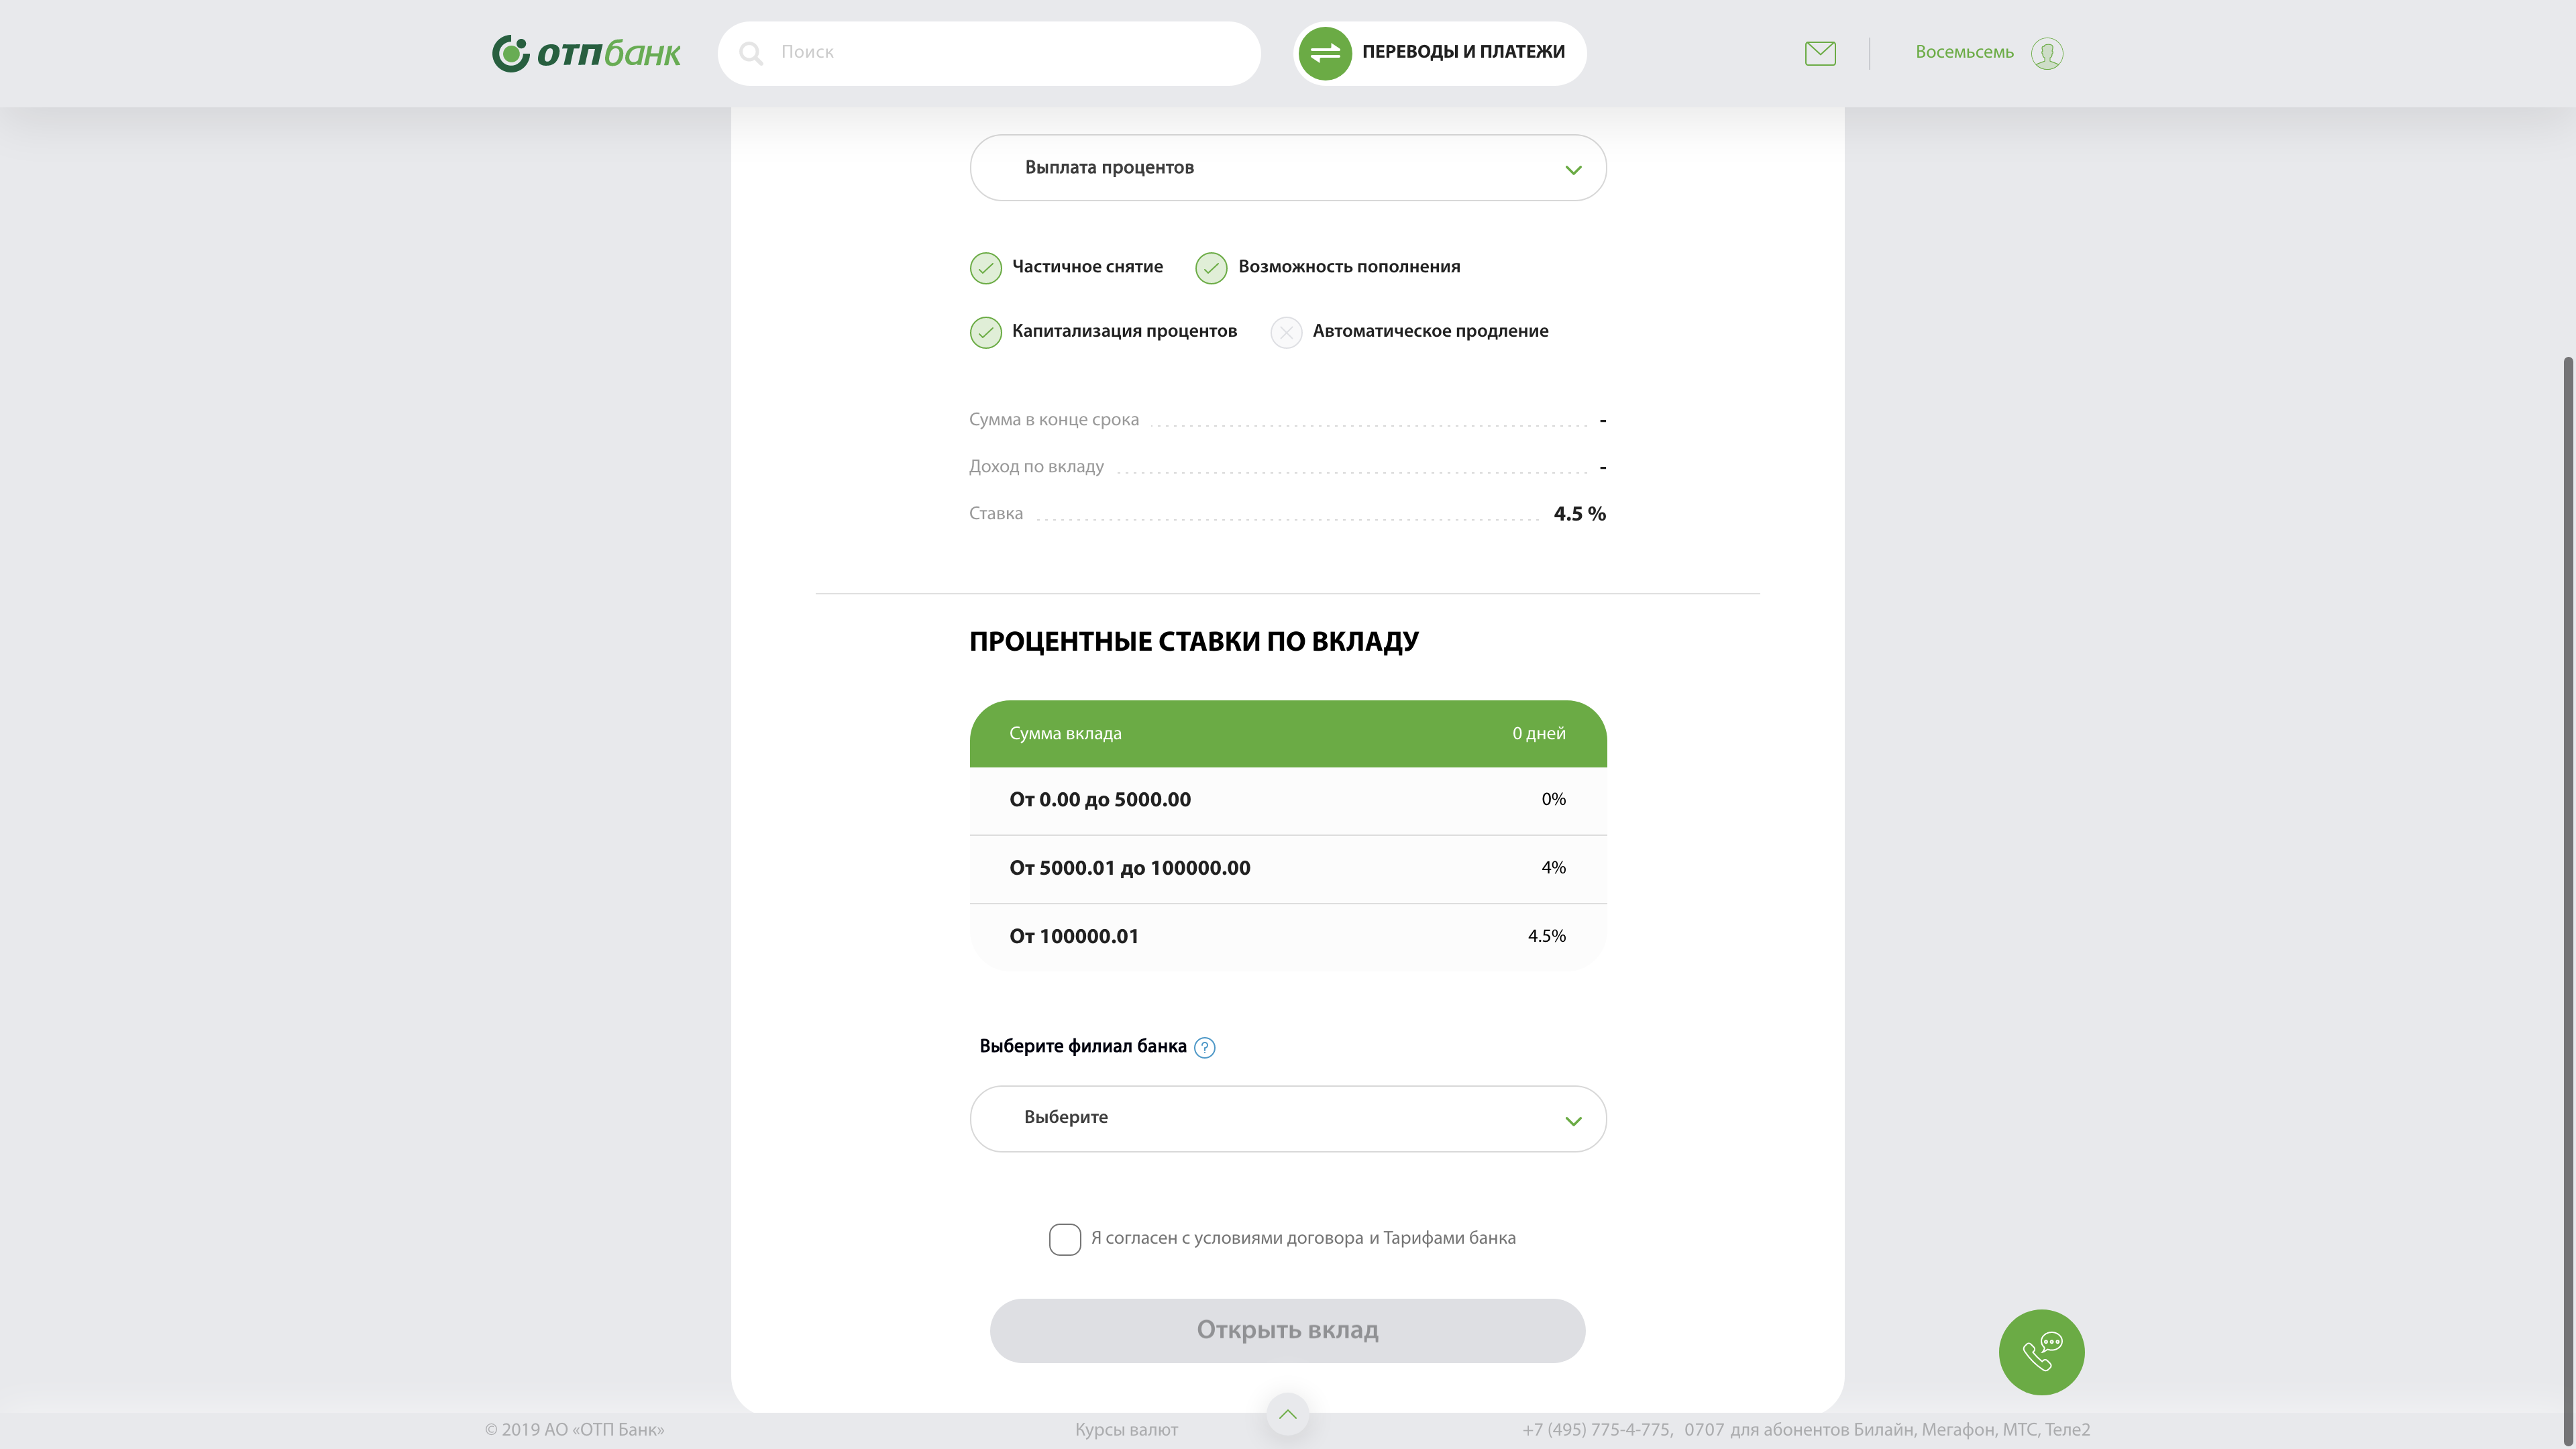 отпбанк
Поиск
ПЕРЕВОДЫ И ПЛАТЕЖИ
Восемьсемь
Выплата процентов
Частичное снятие
Возможность пополнения
Капитализация процентов
Автоматическое продление
Сумма в конце срока -
Доход по вкладу -
Ставка 4.5 %
ПРОЦЕНТНЫЕ СТАВКИ ПО ВКЛАДУ
Сумма вклада 0 дней
От 0.00 до 5000.00 0%
От 5000.01 до 100000.00 4%
От 100000.01 4.5%
Выберите филиал банка ?
Выберите
Я согласен с условиями договора и Тарифами банка
Открыть вклад
© 2019 АО «ОТП Банк»
Курсы валют
+7 (495) 775-4-775, 0707 для абонентов Билайн, Мегафон, МТС, Теле2